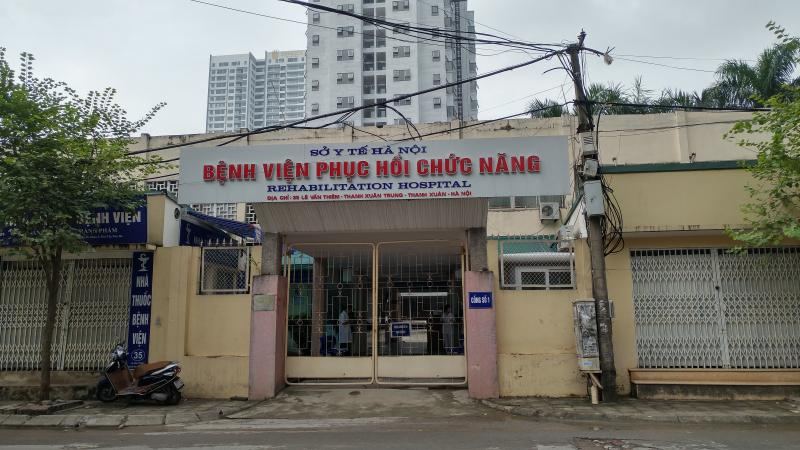 SỞ Y TẾ HÀ NỘI
BỆNH VIỆN PHỤC HỒI CHỨC NĂNG
REHABILITATION HOSPITAL
ĐỊA CHỈ: 35 LÊ VĂN THIÊM - THANH XUÂN TRUNG - THANH XUÂN - HÀ NỘI
BỆNH VIỆN
NHÀ
THUỐC
BỆNH
VIỆN
35
CỔNG SỐ 1